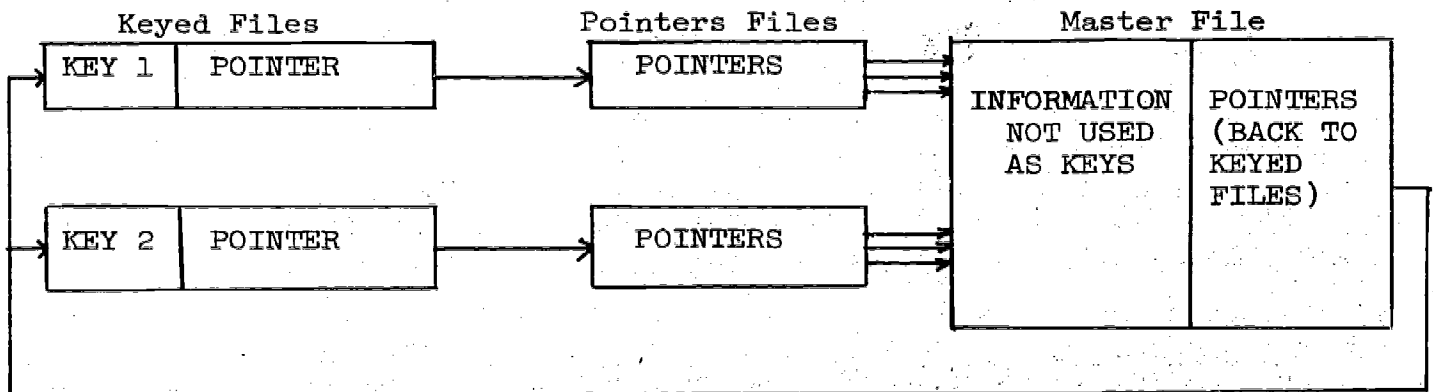 Keyed Files
Pointers Files
Master File
KEY 1
POINTER
POINTERS
INFORMATION
NOT USED
AS KEYS
POINTERS
(BACK TO
KEYED
FILES)
KEY 2
POINTER
POINTERS